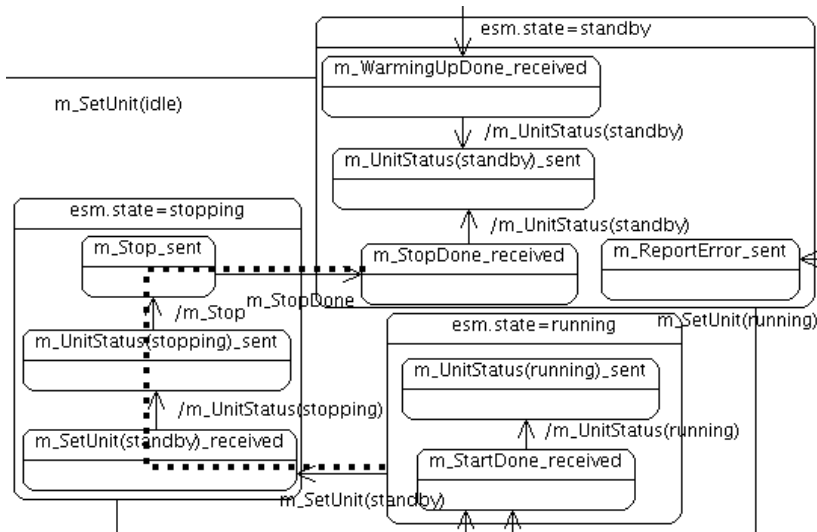 esm.state=standby
m_WarmingUpDone_received
m_SetUnit(idle)
/m_UnitStatus(standby)
m_UnitStatus(standby)_sent
esm.state=stopping
/m_UnitStatus(standby)
m_Stop_sent
m_StopDone_received
m_ReportError_sent
m_StopDone
/m_Stop
esm.state=running
m_SetUnit(running)
m_UnitStatus(stopping)_sent
m_UnitStatus(running)_sent
/m_UnitStatus(stopping)
/m_UnitStatus(running)
m_SetUnit(standby)_received
m_StartDone_received
m_SetUnit(standby)